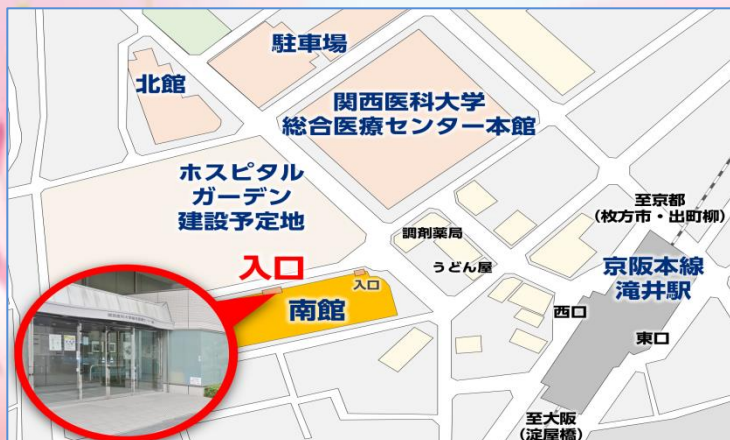 駐車場
北館
関西医科大学
総合医療センター本館
ホスピタル
ガーデン
建設予定地
至京都
(枚方市・出町柳)
調剤薬局
うどん屋
京阪本線
滝井駅
入口
入口
南館
西口
東口
至大阪
(淀屋橋)